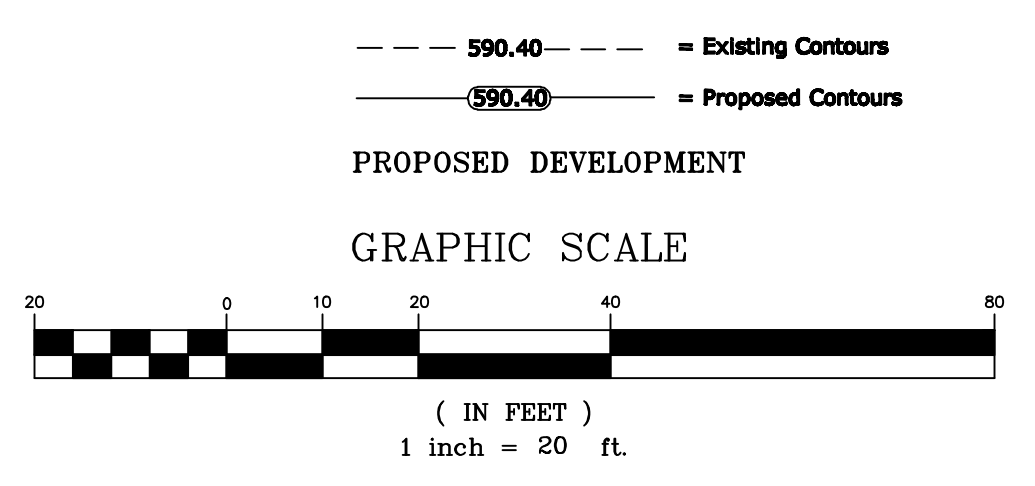 590.40 = Existing Contours
590.40 = Proposed Contours
PROPOSED DEVELOPMENT
GRAPHIC SCALE
20 0 10 20 40 80
( IN FEET )
1 inch = 20 ft.